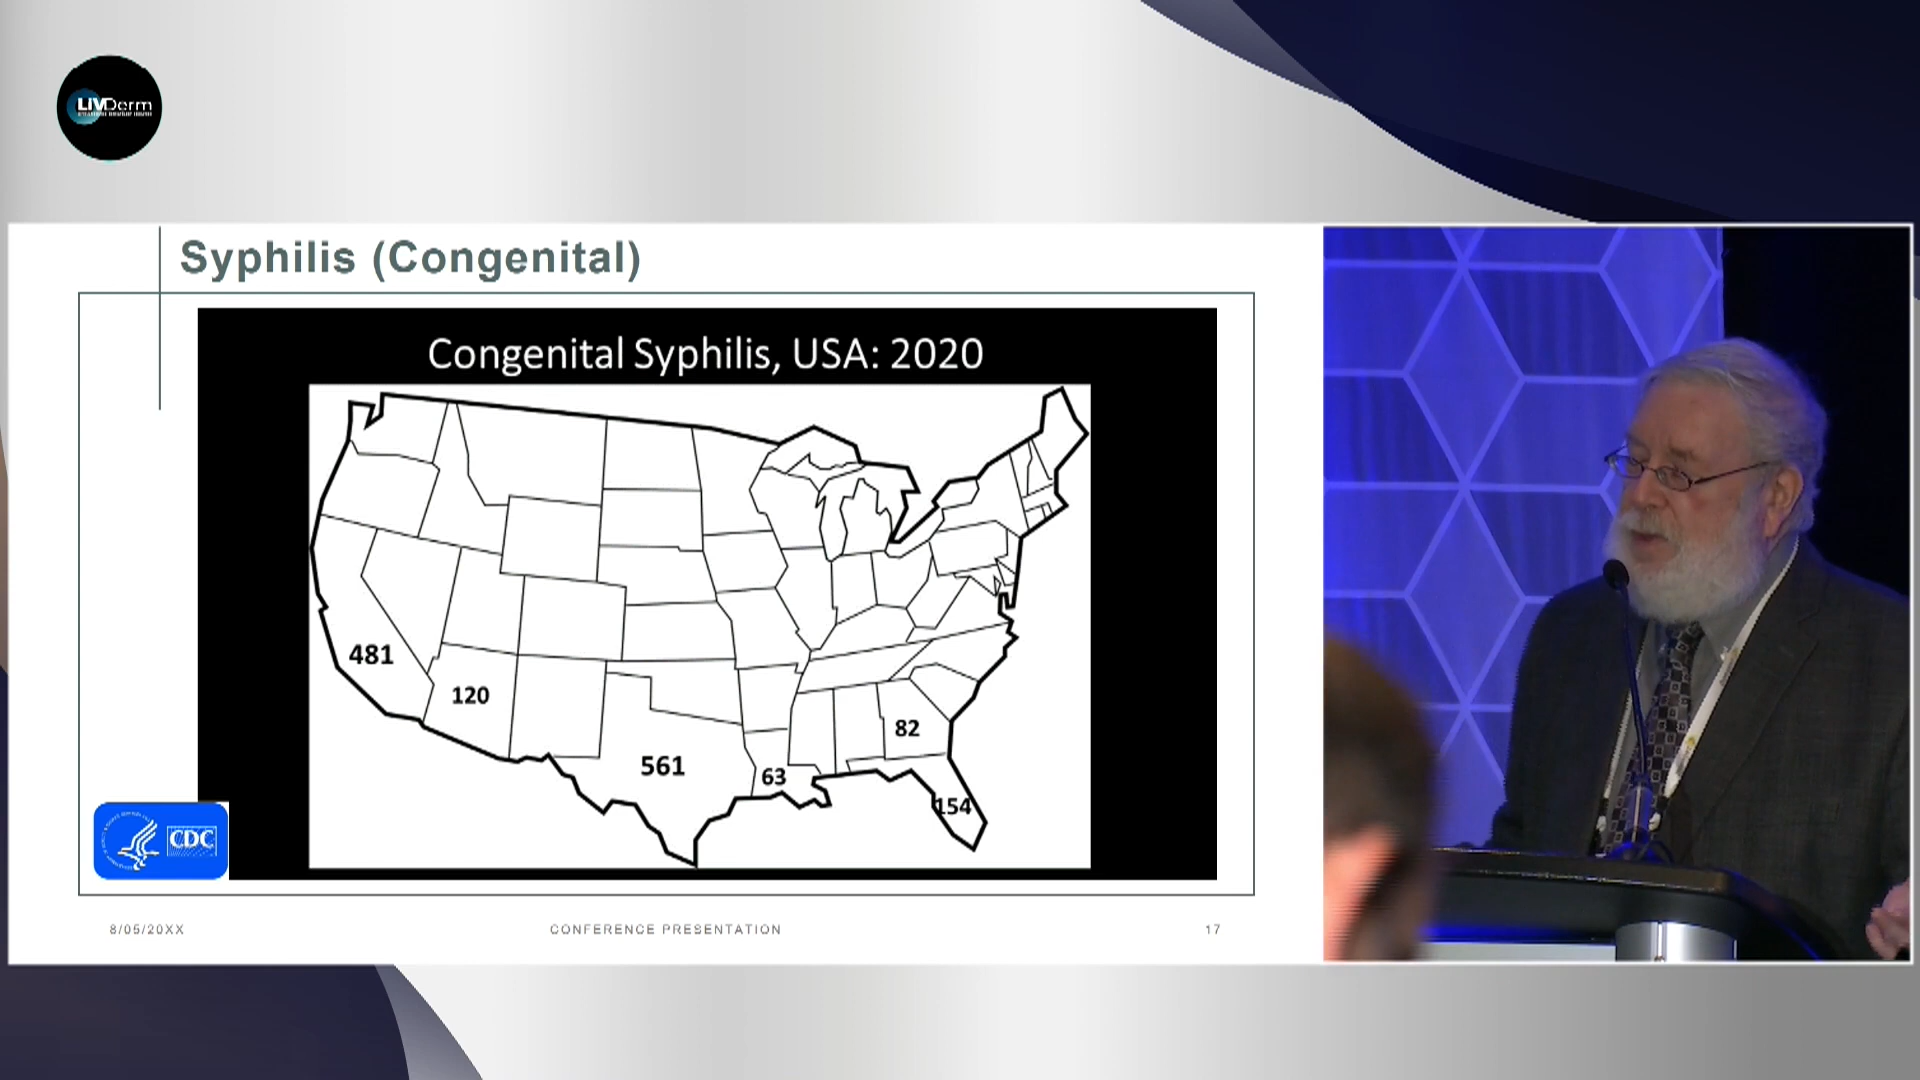 LIVDerm
Syphilis (Congenital)
Congenital Syphilis, USA: 2020
481
120
82
561
63
154
CDC
8/05/20XX
CONFERENCE PRESENTATION
17